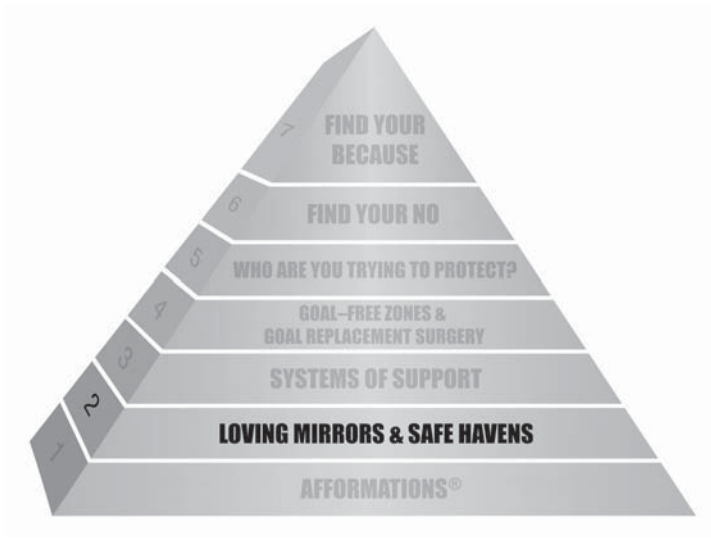 7
FIND YOUR
BECAUSE
6
FIND YOUR NO
5
WHO ARE YOU TRYING TO PROTECT?
4
GOAL–FREE ZONES &
GOAL REPLACEMENT SURGERY
3
SYSTEMS OF SUPPORT
2
LOVING MIRRORS & SAFE HAVENS
1
AFFORMATIONS®